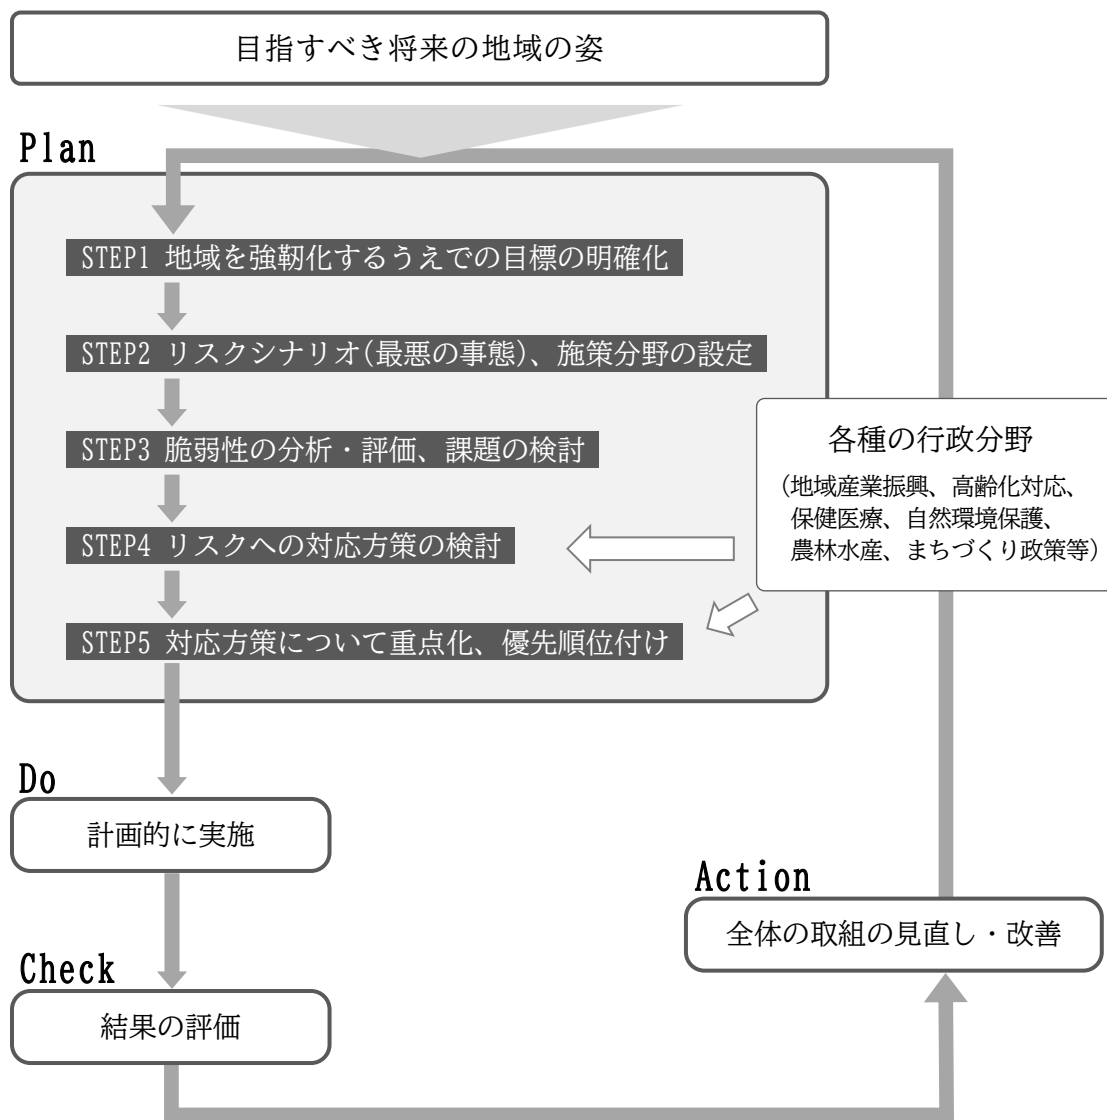 目指すべき将来の地域の姿
Plan
STEP1 地域を強靭化するうえでの目標の明確化
STEP2 リスクシナリオ(最悪の事態)、施策分野の設定
STEP3 脆弱性の分析・評価、課題の検討
各種の行政分野
（地域産業振興、高齢化対応、
保健医療、自然環境保護、
農林水産、まちづくり政策等）
STEP4 リスクへの対応方策の検討
STEP5 対応方策について重点化、優先順位付け
Do
計画的に実施
Action
全体の取組の見直し・改善
Check
結果の評価